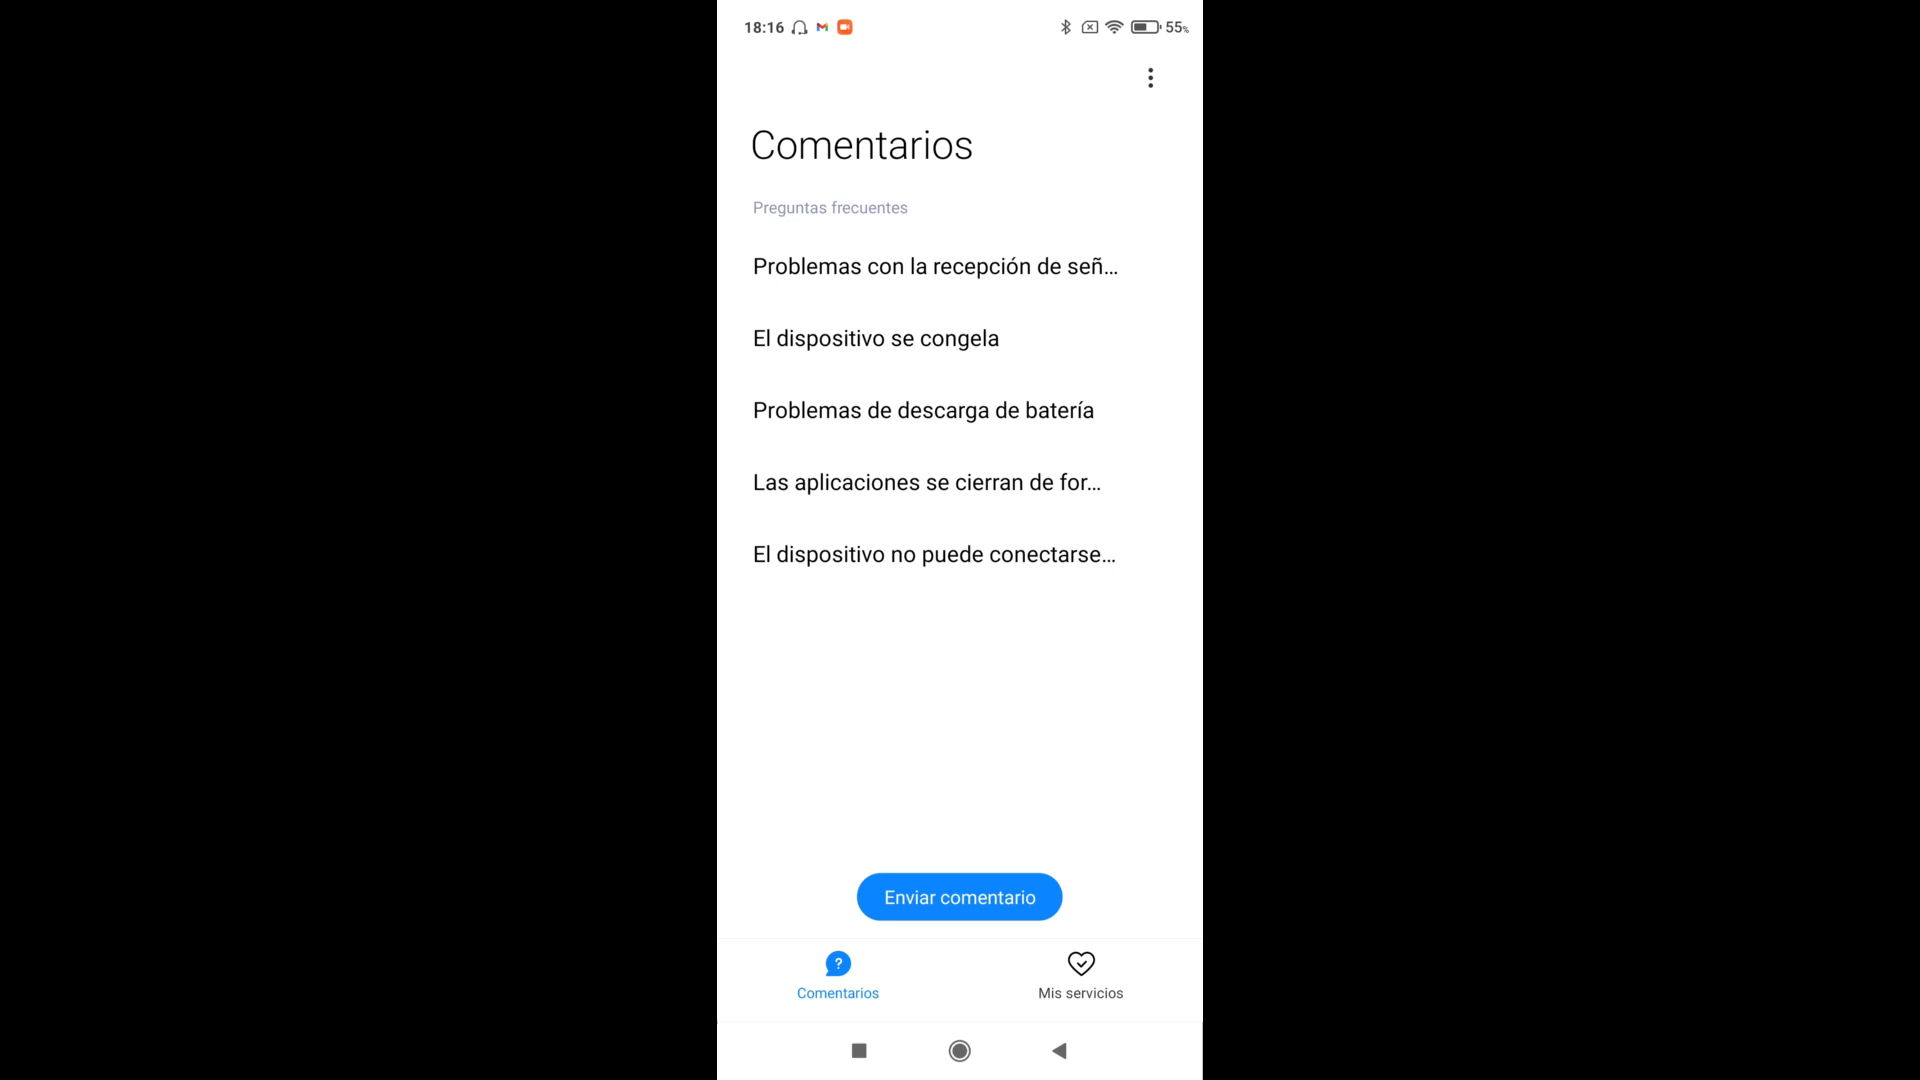 18:16 55%
Comentarios
Preguntas frecuentes
Problemas con la recepción de señ...
El dispositivo se congela
Problemas de descarga de batería
Las aplicaciones se cierran de for...
El dispositivo no puede conectarse...
Enviar comentario
Comentarios Mis servicios